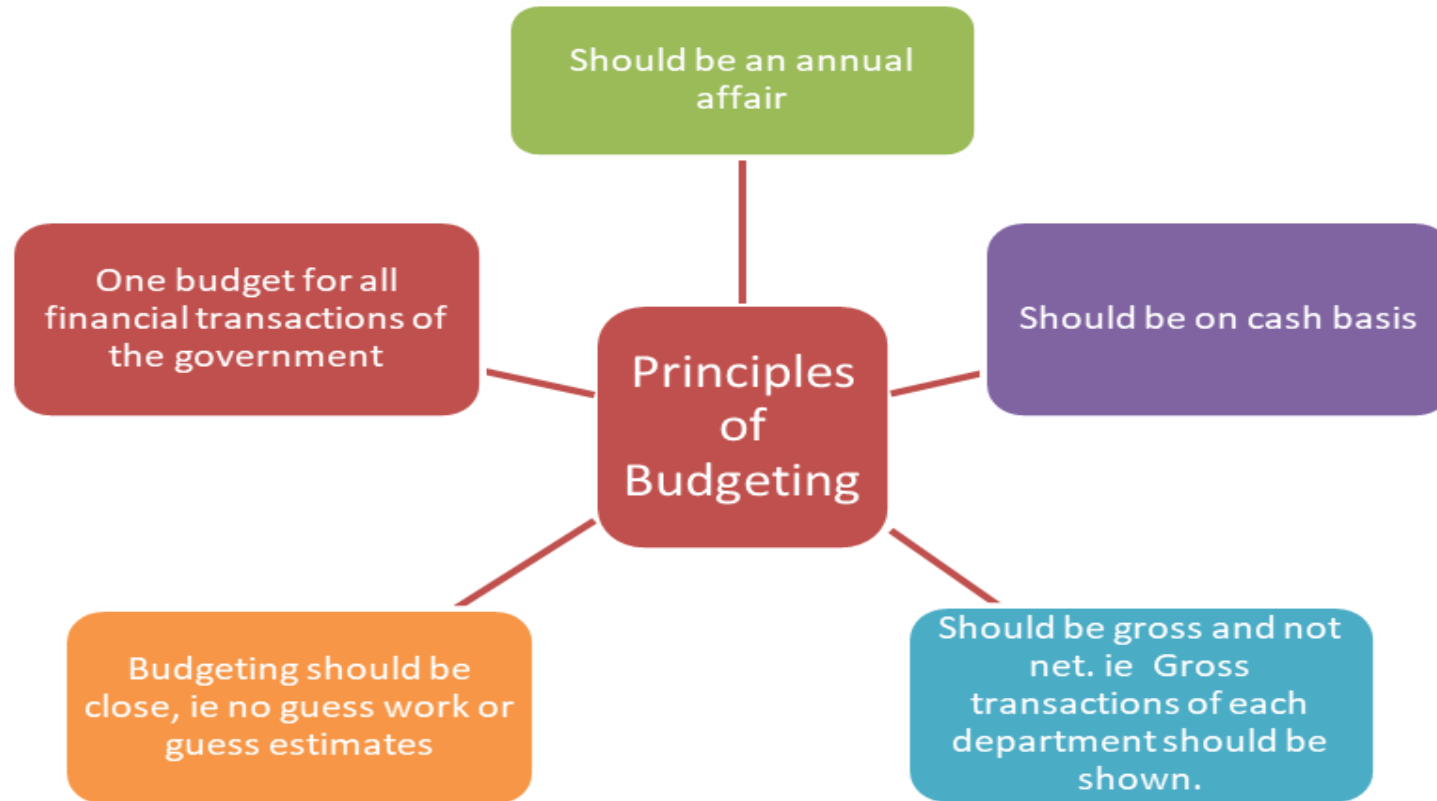 Should be an annual
affair
One budget for all
financial transactions of
the government
Should be on cash basis
Principles
of
Budgeting
Budgeting should be
close, ie no guess work or
guess estimates
Should be gross and not
net. ie  Gross
transactions of each
department should be
shown.